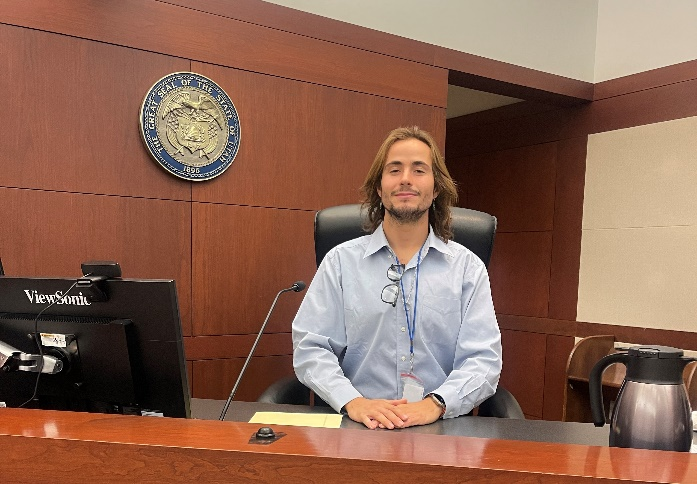 THE GREAT SEAL OF THE STATE OF UTAH
1896
ViewSonic